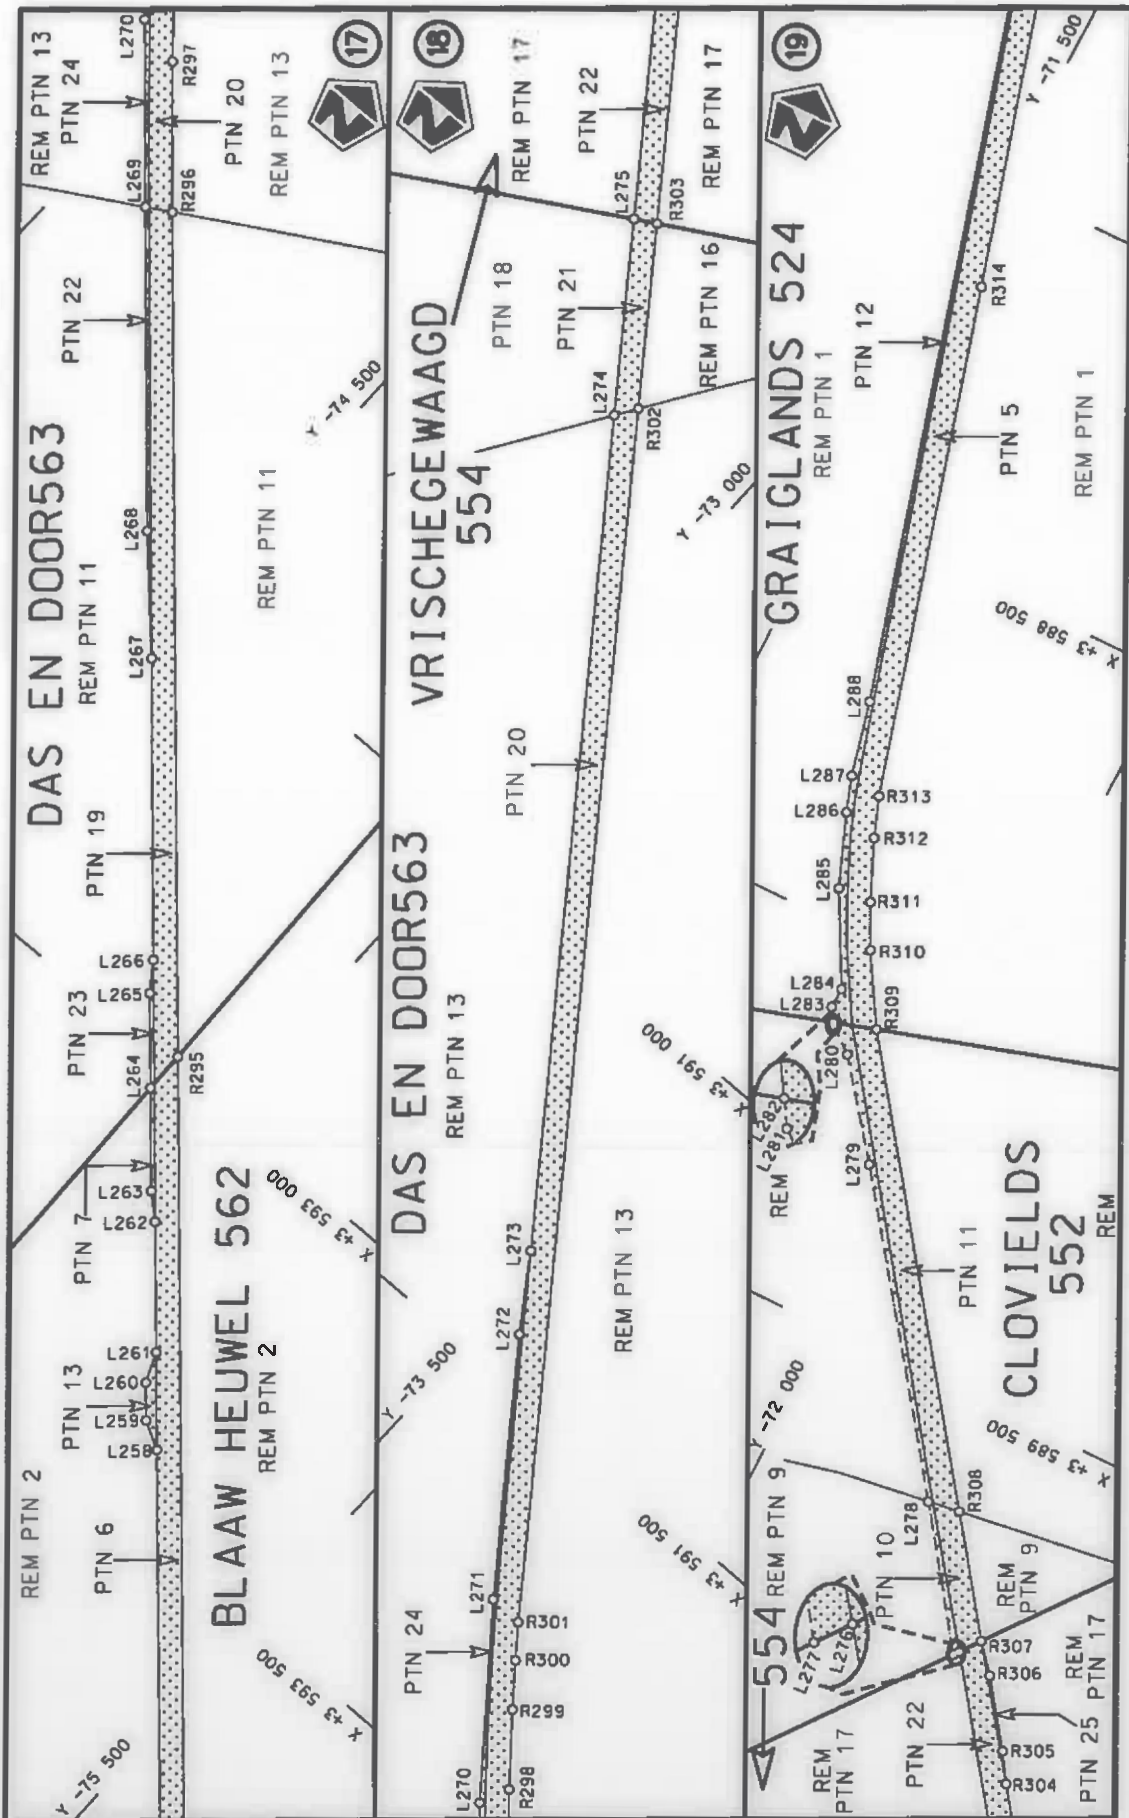 REM PTN 13
PTN 24
L270
R297
L269
R296
PTN 20
REM PTN 13
17
PTN 22
DAS EN DOOR563
REM PTN 11
Y -74 500
REM PTN 11
L268
L267
PTN 19
L266
L265
PTN 23
L264
R295
L263
L262
PTN 7
BLAAW HEUWEL 562
REM PTN 2
X +3 593 000
L261
L260
PTN 13
L259
L258
REM PTN 2
PTN 6
X +3 593 500
Y -75 500
18
REM PTN 17
PTN 22
REM PTN 17
L275
R303
PTN 18
PTN 21
REM PTN 16
VRISCHEGEWAAGD
554
L274
R302
Y -73 000
PTN 20
DAS EN DOOR563
REM PTN 13
X +3 591 000
L273
L272
REM PTN 13
Y -73 500
X +3 591 500
L271
PTN 24
R301
R300
R299
L270
R298
19
Y -71 500
GRAIGLANDS 524
REM PTN 1
PTN 12
R314
PTN 5
REM PTN 1
X +3 588 500
L288
L287
L286
R313
R312
L285
R311
R310
L284
L283
R309
L280
L282
L281
L279
REM
PTN 11
CLOVIELDS
552
REM
Y -72 000
X +3 589 500
L278
R308
554
REM PTN 9
PTN 10
REM
PTN 9
L277
L276
R307
R306
REM
PTN 17
REM
PTN 17
PTN 22
PTN 25
R305
R304